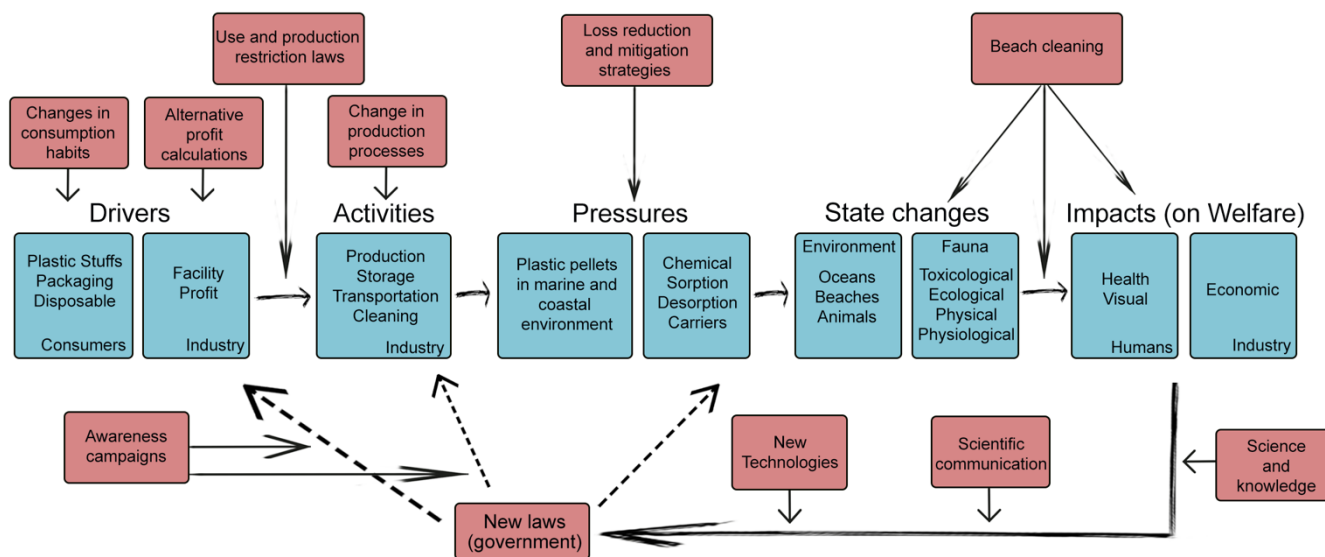 Use and production
restriction laws
Loss reduction
and mitigation
strategies
Beach cleaning
Changes in
consumption
habits
Alternative
profit
calculations
Change in
production
processes
Drivers
Activities
Pressures
State changes
Impacts (on Welfare)
Plastic Stuffs
Packaging
Disposable
Consumers
Facility
Profit
Industry
Production
Storage
Transportation
Cleaning
Industry
Plastic pellets
in marine and
coastal
environment
Chemical
Sorption
Desorption
Carriers
Environment
Oceans
Beaches
Animals
Fauna
Toxicological
Ecological
Physical
Physiological
Health
Visual
Humans
Economic
Industry
Awareness
campaigns
New laws
(government)
New
Technologies
Scientific
communication
Science
and
knowledge